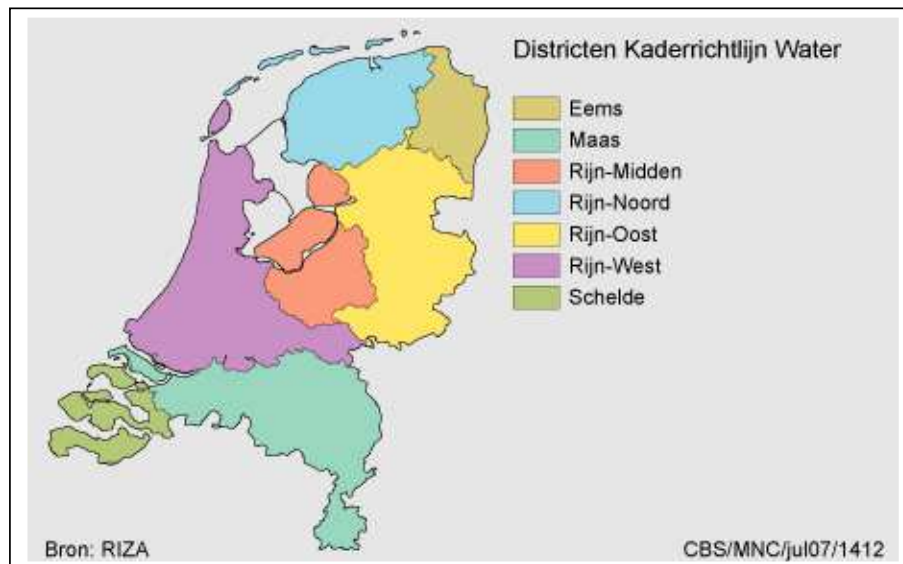 Districten Kaderrichtlijn Water
Eems
Maas
Rijn-Midden
Rijn-Noord
Rijn-Oost
Rijn-West
Schelde
Bron: RIZA
CBS/MNC/jul07/1412